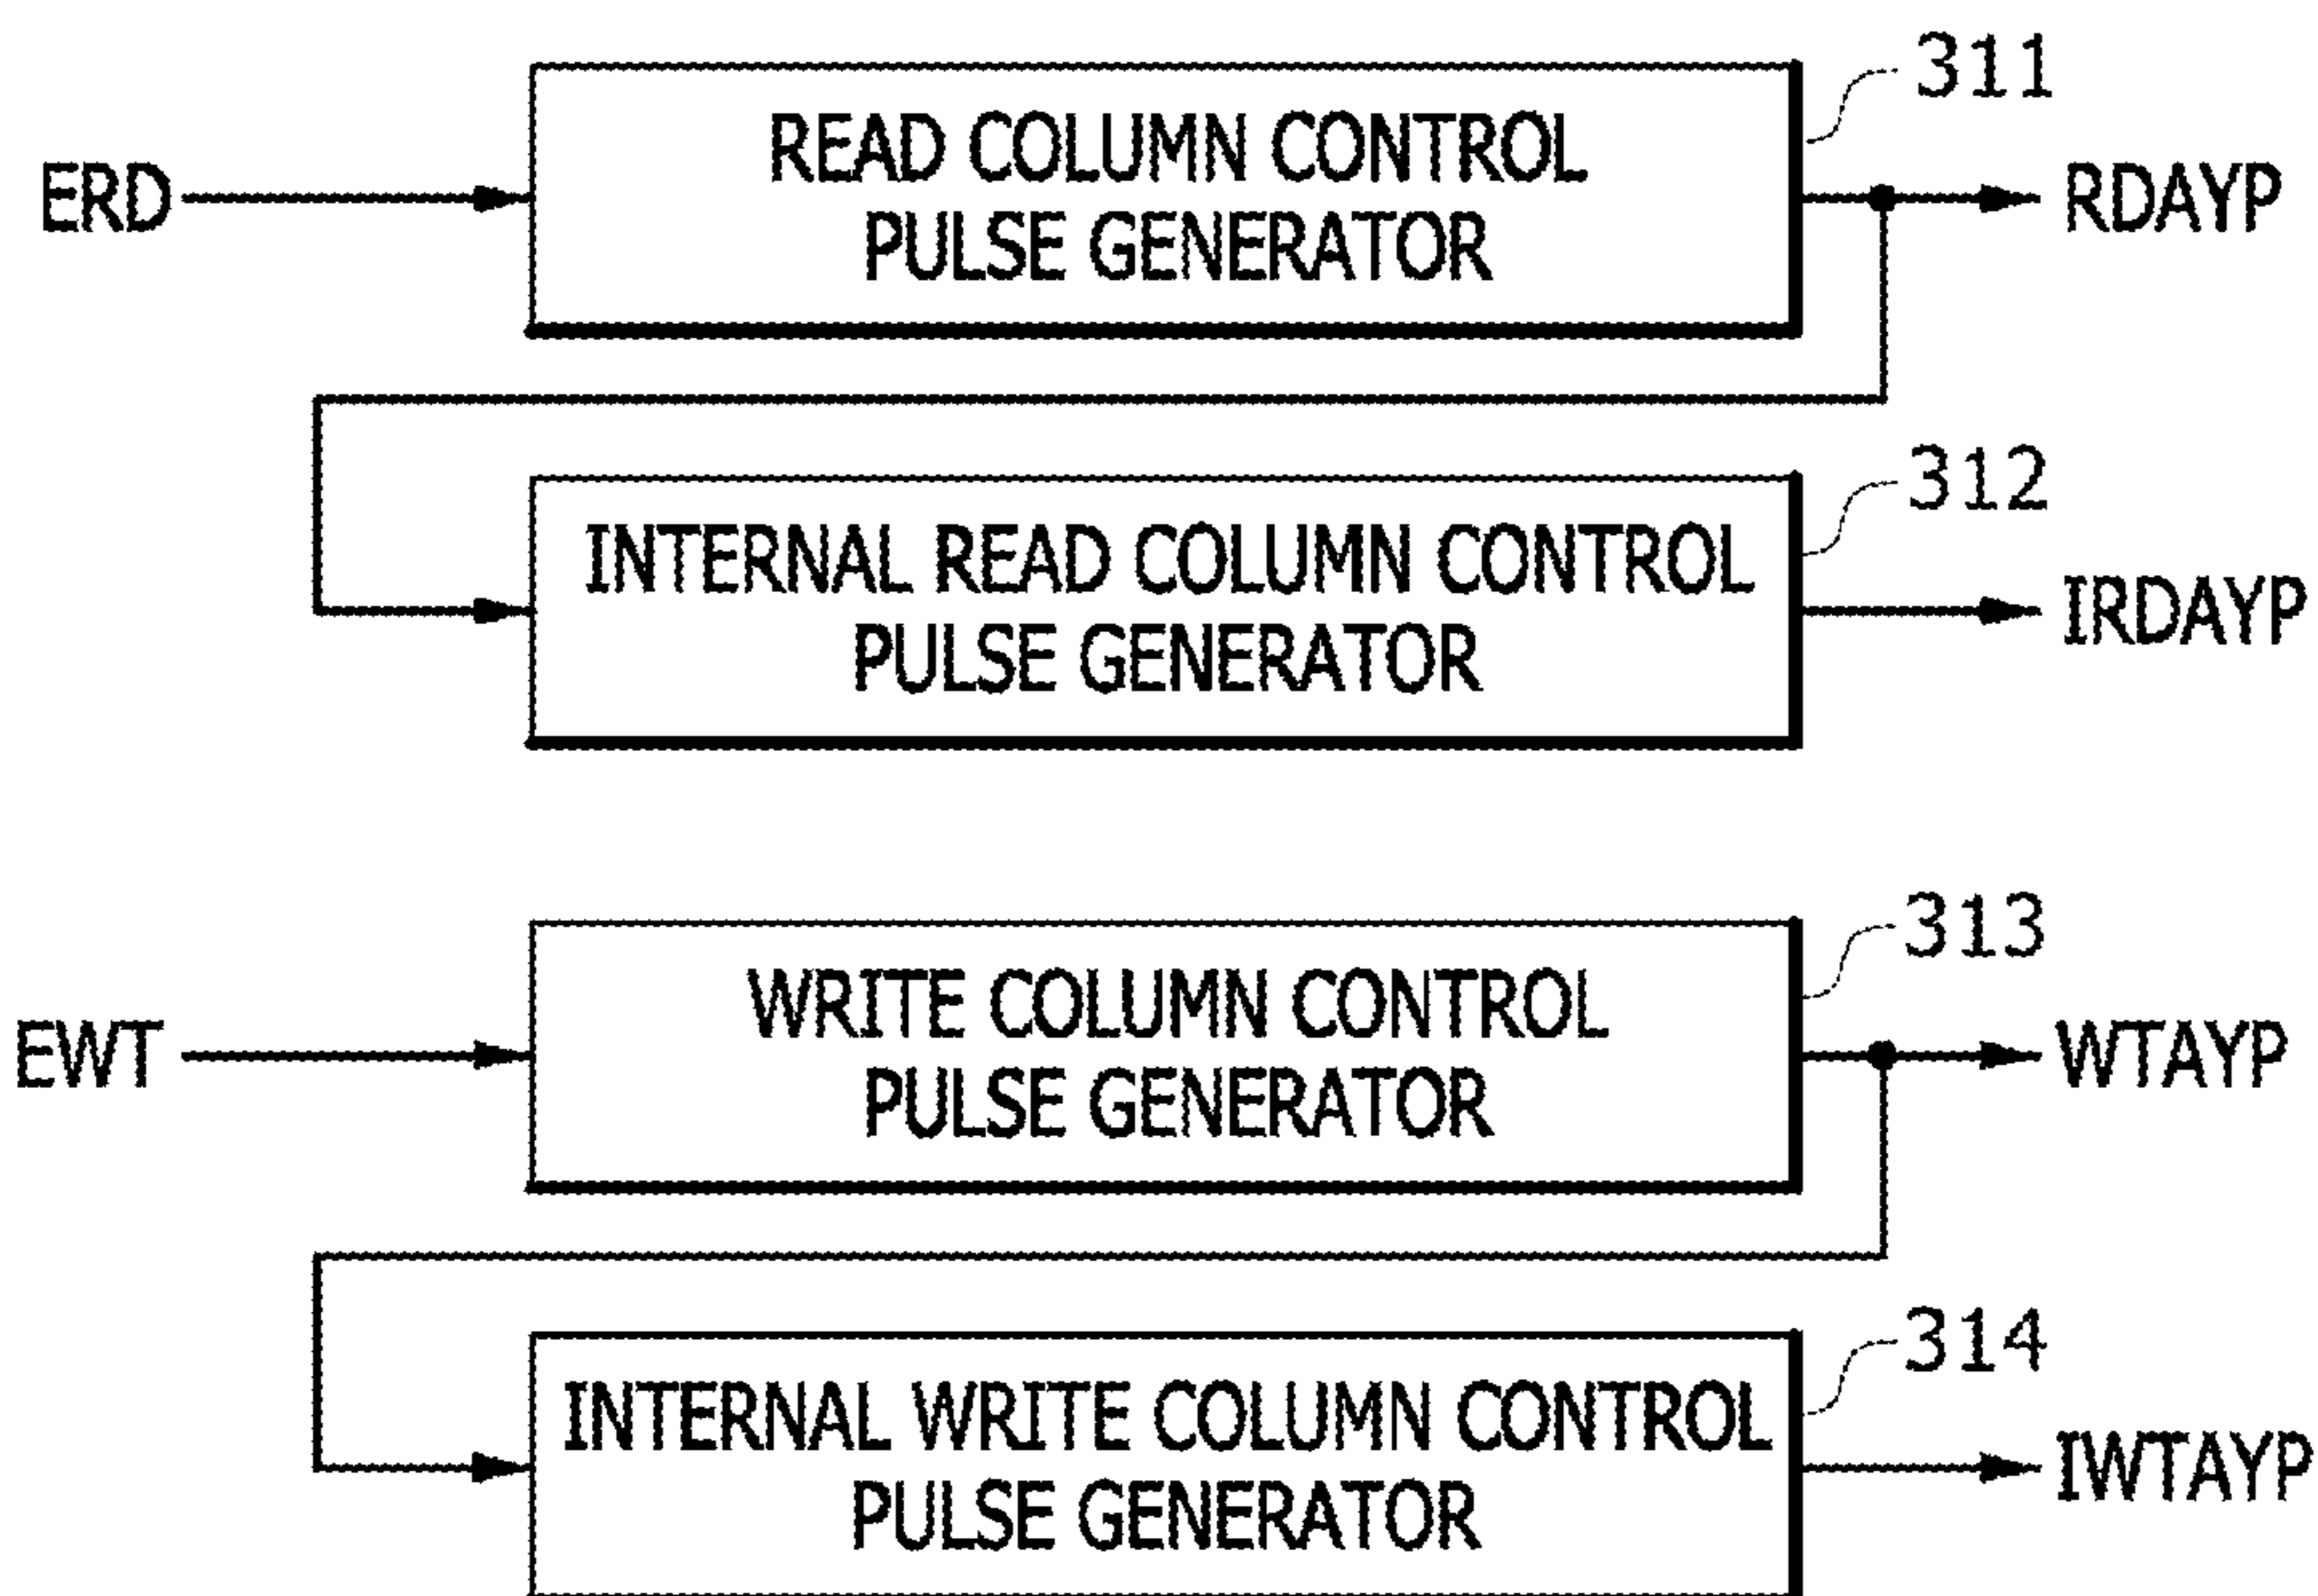 311
READ COLUMN CONTROL
ERD
PULSE GENERATOR
RDAYP
312
INTERNAL READ COLUMN CONTROL
PULSE GENERATOR
IRDAYP
313
WRITE COLUMN CONTROL
EWT
PULSE GENERATOR
WTAYP
314
INTERNAL WRITE COLUMN CONTROL
PULSE GENERATOR
IWTAYP